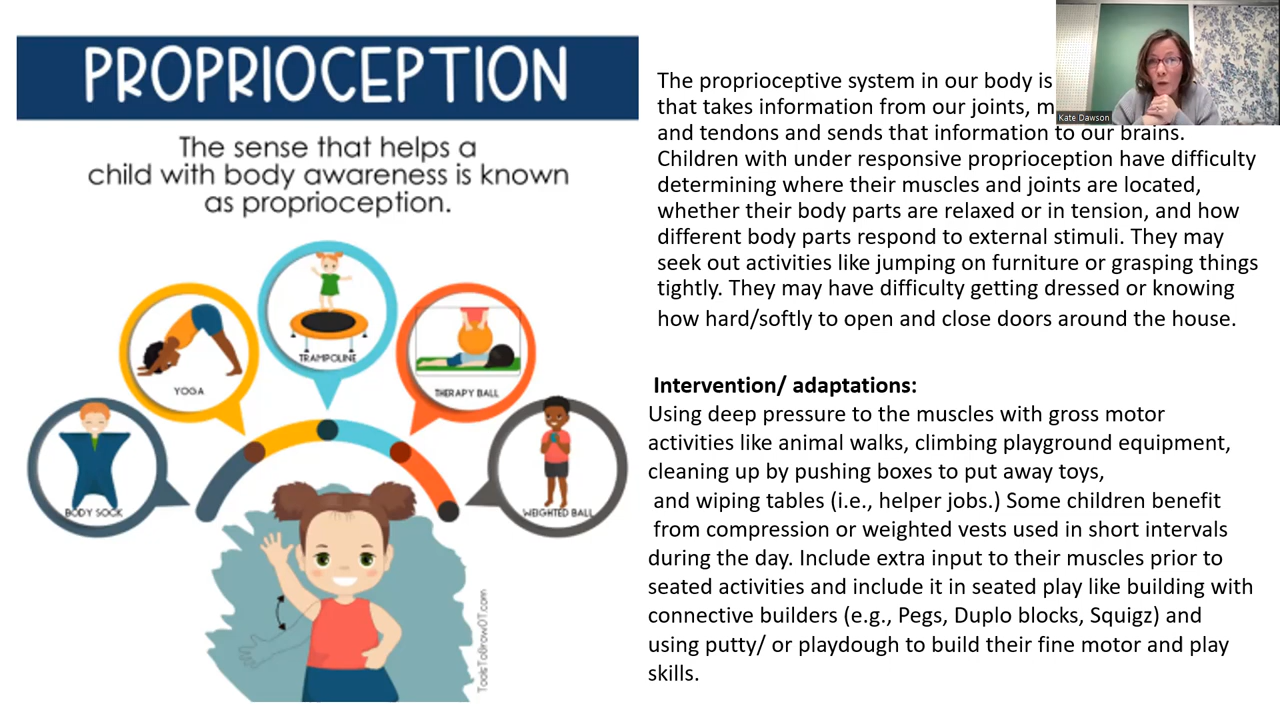 PROPRIOCEPTION
The sense that helps a
child with body awareness is known
as proprioception.
TRAMPOLINE
YOGA
THERAPY BALL
BODY SOCK
WEIGHTED BALL
ToolsToGrowOT.com
The proprioceptive system in our body is
that takes information from our joints, m
and tendons and sends that information to our brains.
Children with under responsive proprioception have difficulty
determining where their muscles and joints are located,
whether their body parts are relaxed or in tension, and how
different body parts respond to external stimuli. They may
seek out activities like jumping on furniture or grasping things
tightly. They may have difficulty getting dressed or knowing
how hard/softly to open and close doors around the house.
Intervention/ adaptations:
Using deep pressure to the muscles with gross motor
activities like animal walks, climbing playground equipment,
cleaning up by pushing boxes to put away toys,
and wiping tables (i.e., helper jobs.) Some children benefit
from compression or weighted vests used in short intervals
during the day. Include extra input to their muscles prior to
seated activities and include it in seated play like building with
connective builders (e.g., Pegs, Duplo blocks, Squigz) and
using putty/ or playdough to build their fine motor and play
skills.
Kate Dawson